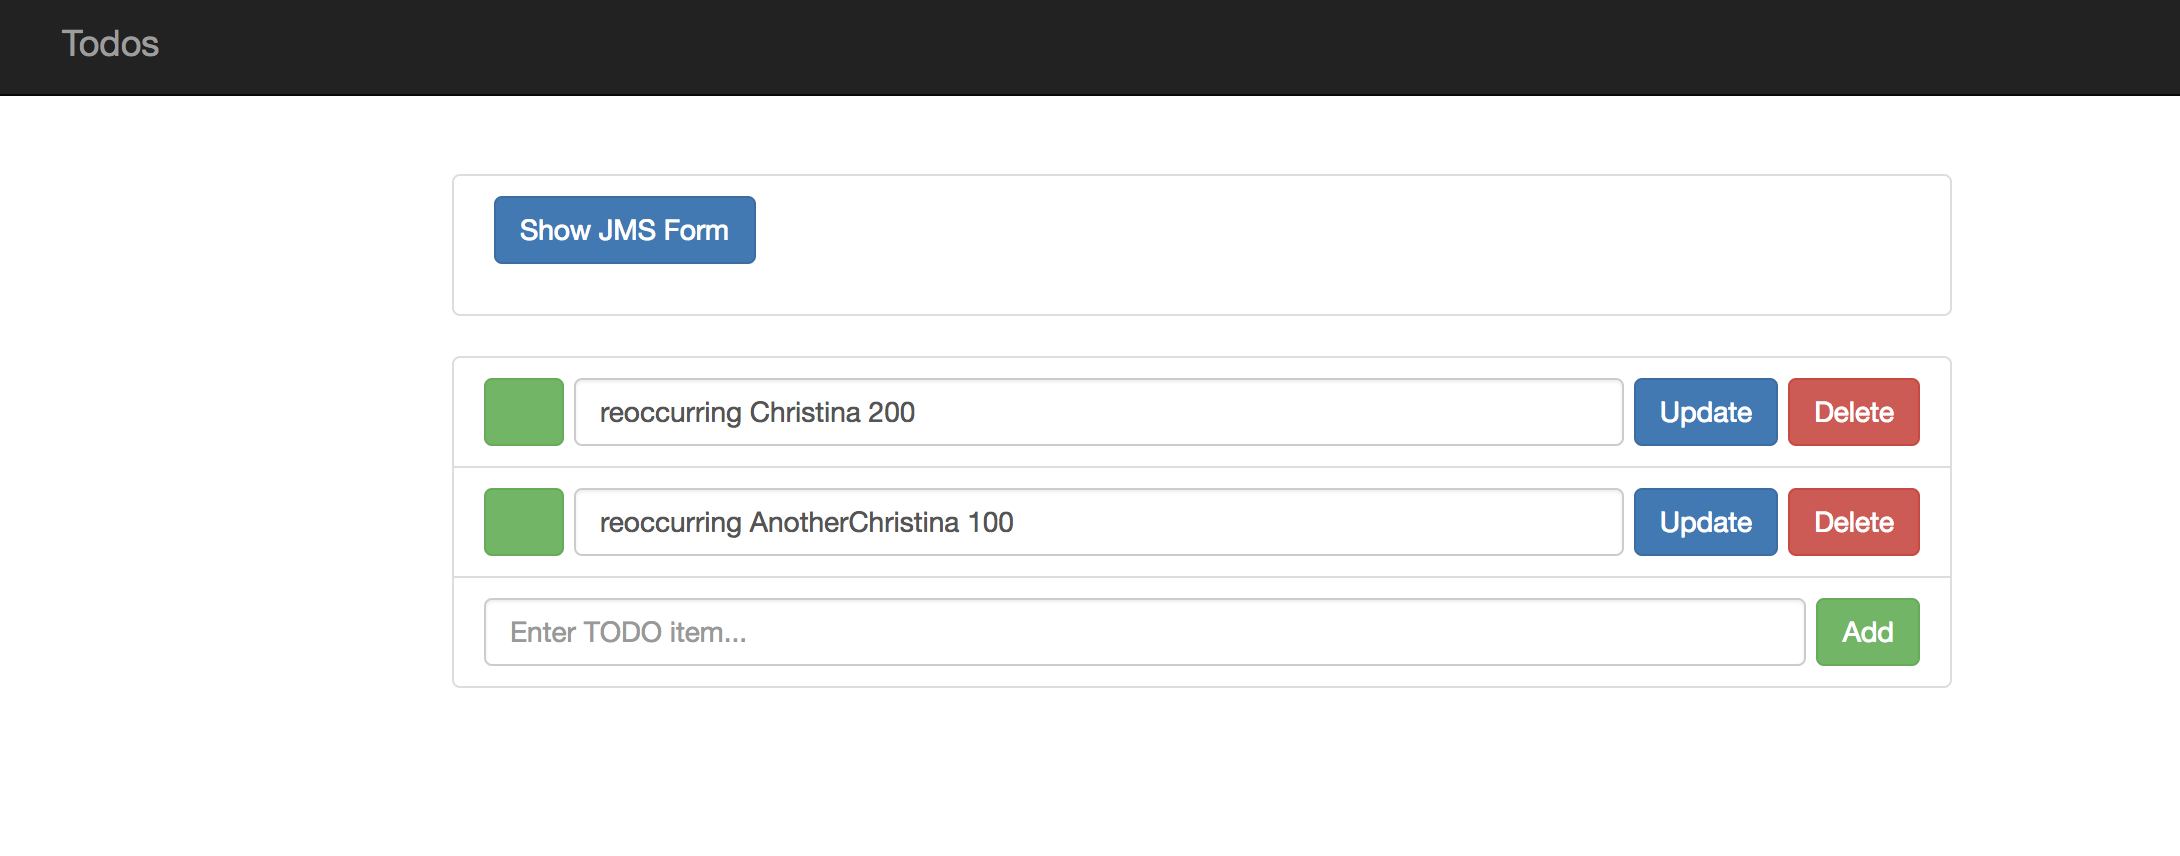 Todos
Show JMS Form
reoccurring Christina 200 Update Delete
reoccurring AnotherChristina 100 Update Delete
Enter TODO item... Add